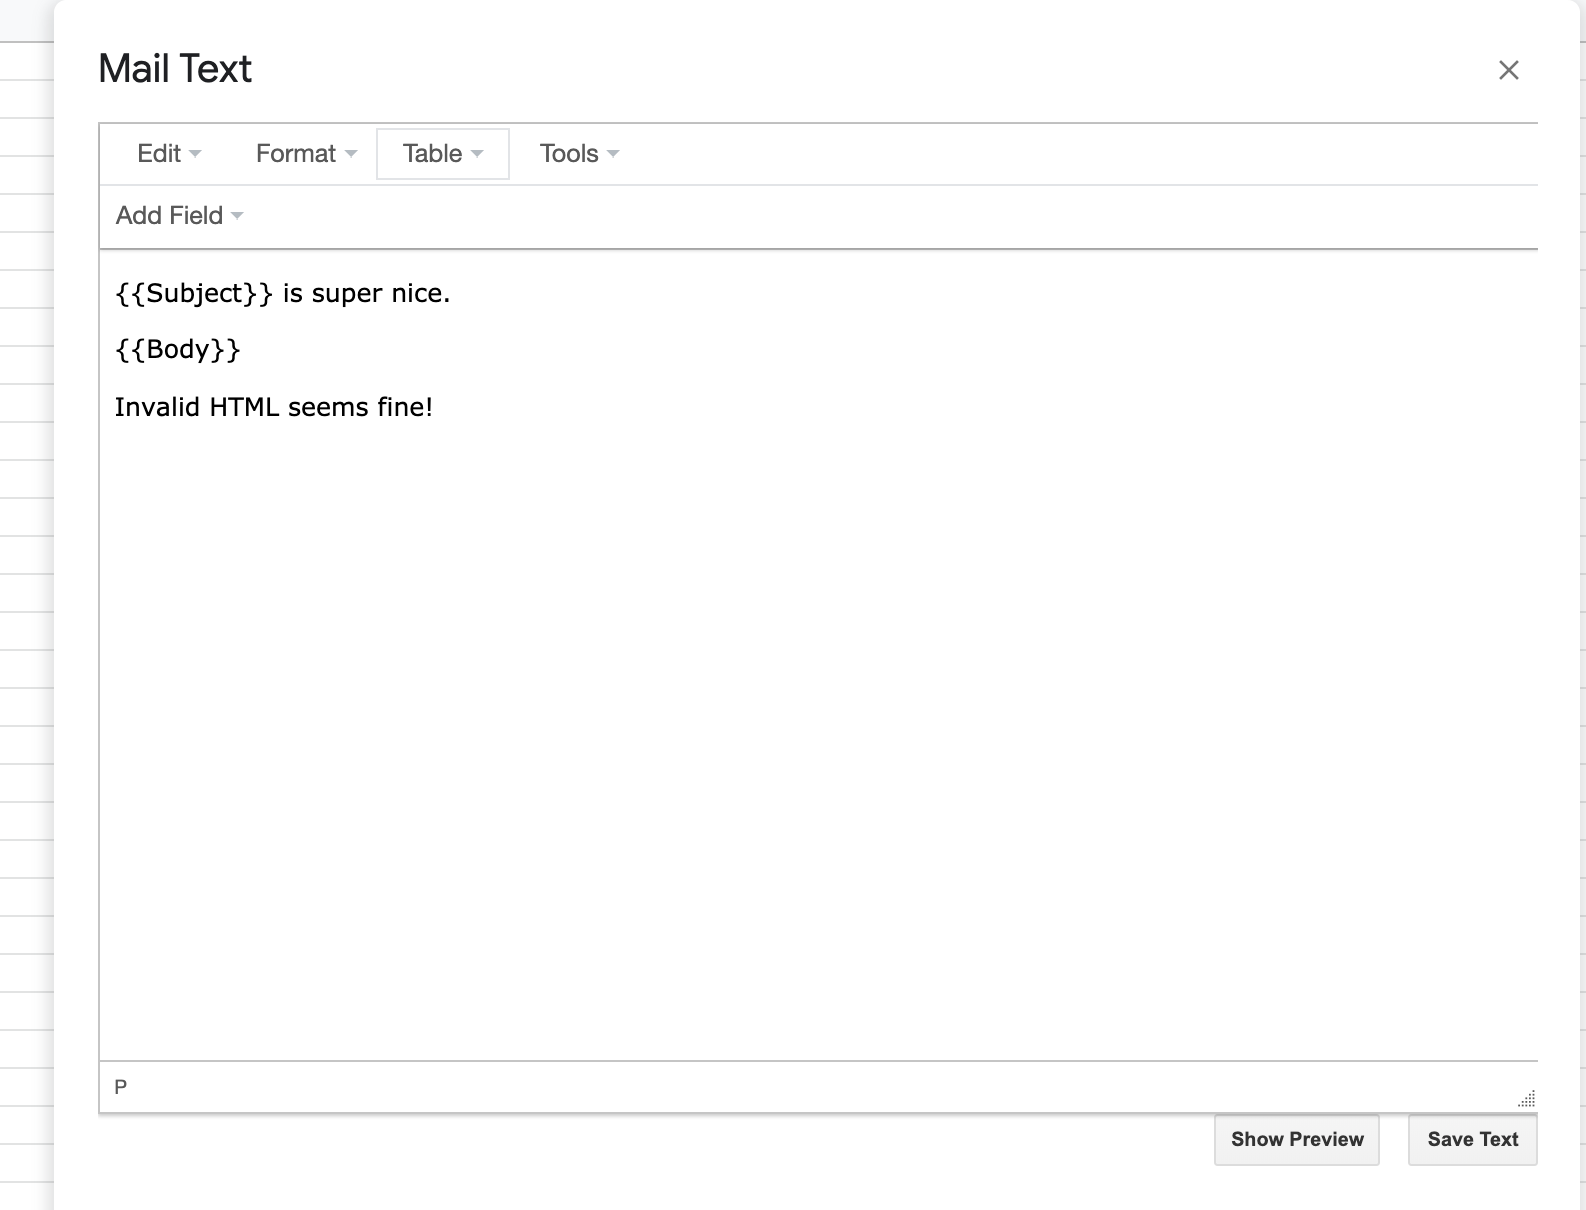 Mail Text
Edit Format Table Tools
Add Field
{{Subject}} is super nice.
{{Body}}
Invalid HTML seems fine!
P
Show Preview Save Text